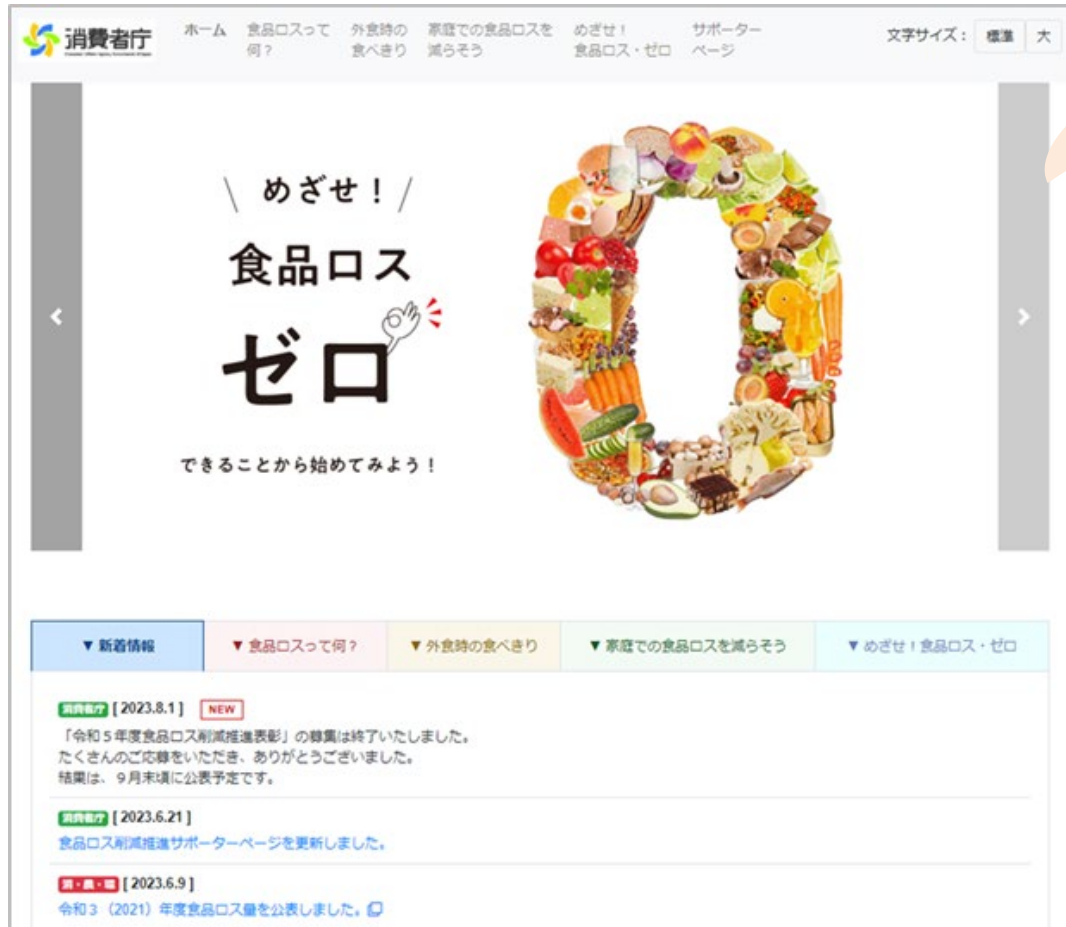 消費者庁
ホーム
食品ロスって
何？
外食時の
食べきり
家庭での食品ロスを
減らそう
めざせ！
食品ロス・ゼロ
サポーター
ページ
文字サイズ： 標準 大
\ めざせ！ /
食品ロス
ゼロ
できることから始めてみよう！
▼ 新着情報
▼ 食品ロスって何？
▼ 外食時の食べきり
▼ 家庭での食品ロスを減らそう
▼ めざせ！食品ロス・ゼロ
消費者庁 [ 2023.8.1 ] NEW
「令和５年度食品ロス削減推進表彰」の募集は終了いたしました。
たくさんのご応募をいただき、ありがとうございました。
結果は、９月末頃に公表予定です。
消費者庁 [ 2023.6.21 ]
食品ロス削減推進サポーターページを更新しました。
消・農・環 [ 2023.6.9 ]
令和３（2021）年度食品ロス量を公表しました。